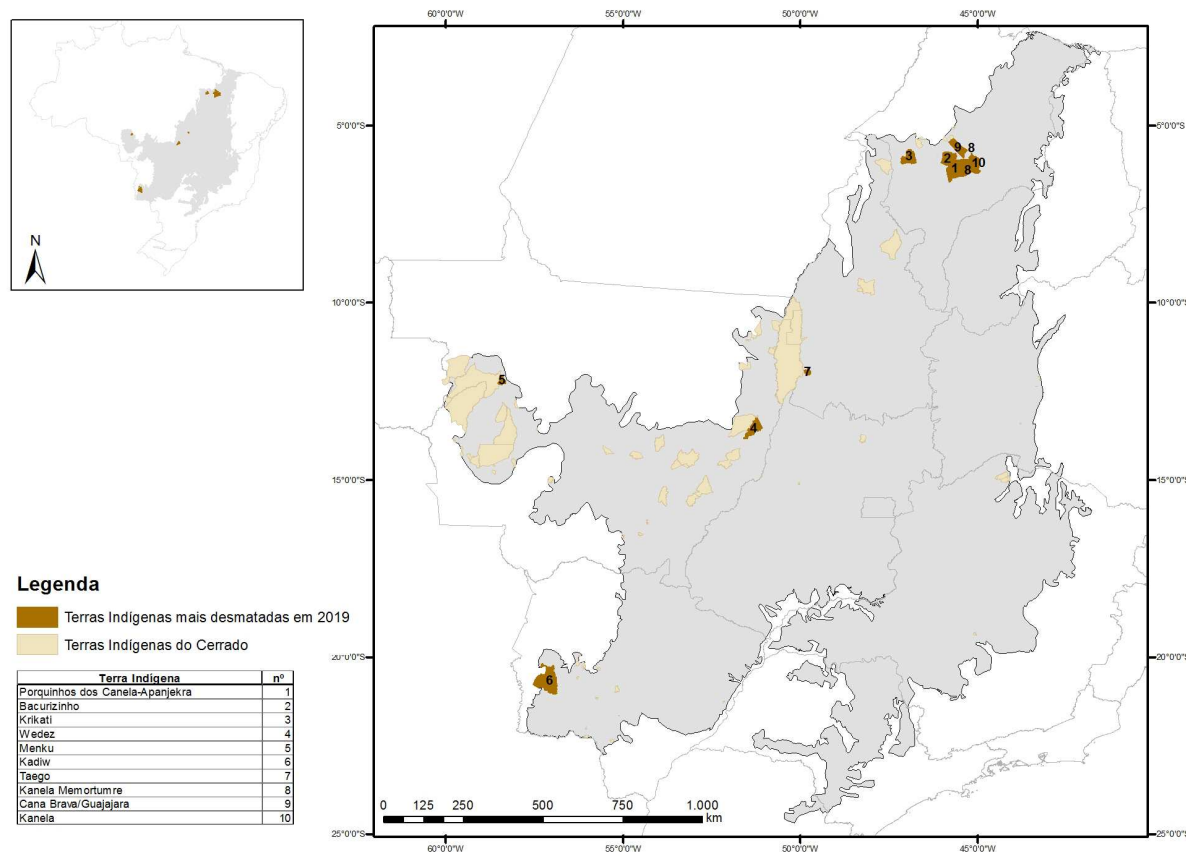 60°0'0"W 55°0'0"W 50°0'0"W 45°0'0"W
N
5°0'0"S 5°0'0"S
9 8
3 2 10
1 8
10°0'0"S 10°0'0"S
5 7
4
15°0'0"S 15°0'0"S
Legenda
Terras Indígenas mais desmatadas em 2019
Terras Indígenas do Cerrado
20°0'0"S 20°0'0"S
6
Terra Indígena nº
Porquinhos dos Canela-Apanjekra 1
Bacurizinho 2
Krikati 3
Wedez 4
Menku 5
Kadiw 6
Taego 7
Kanela Memortumre 8
Cana Brava/Guajajara 9
Kanela 10
0 125 250 500 750 1.000
km
25°0'0"S 25°0'0"S
60°0'0"W 55°0'0"W 50°0'0"W 45°0'0"W